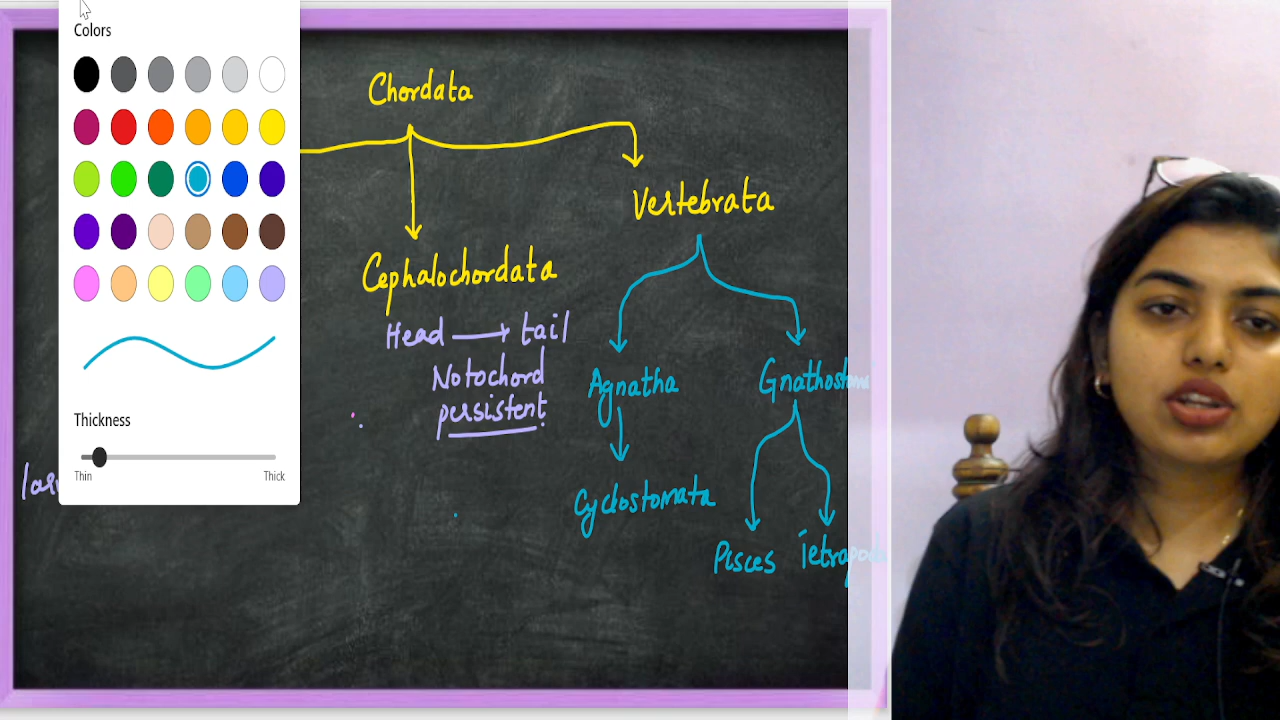 Colors
Thickness
Thin Thick
Chordata
Vertebrata
Cephalochordata
Head → tail
Notochord
persistent
Agnatha
Cyclostomata
Pisces